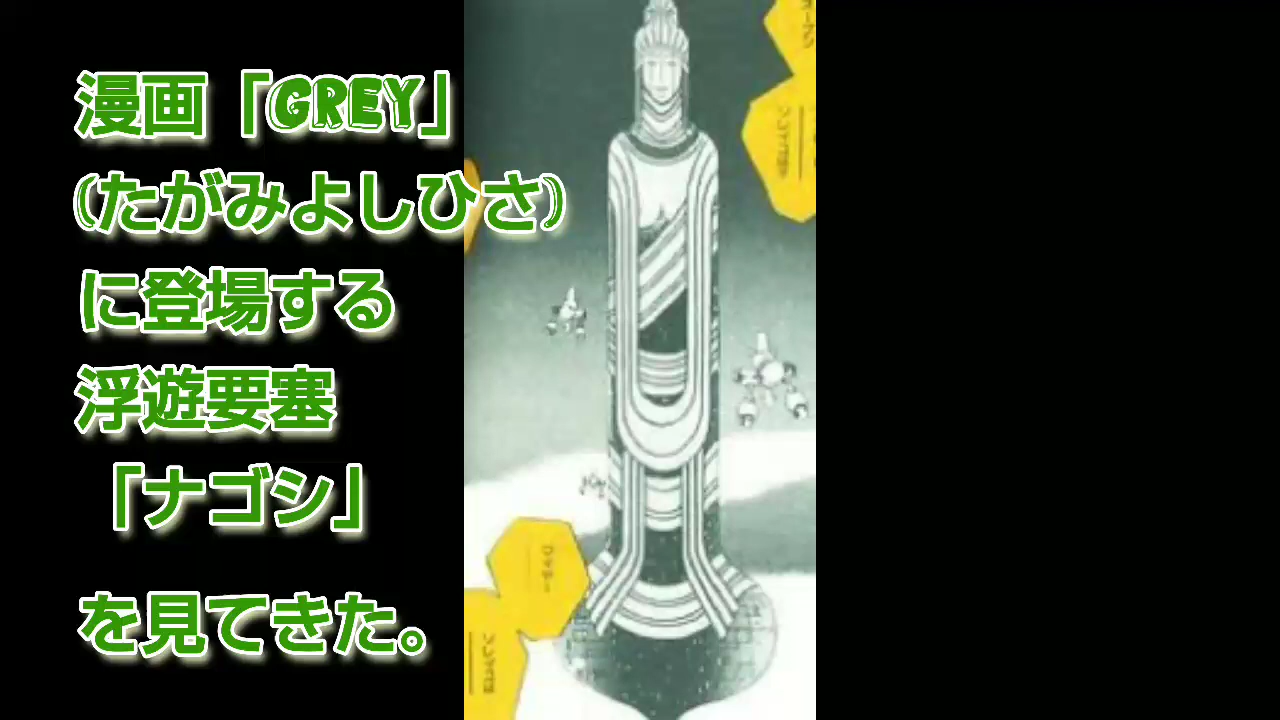 漫画「GREY」
(たがみよしひさ)
に登場する
浮遊要塞
「ナゴシ」
を見てきた。